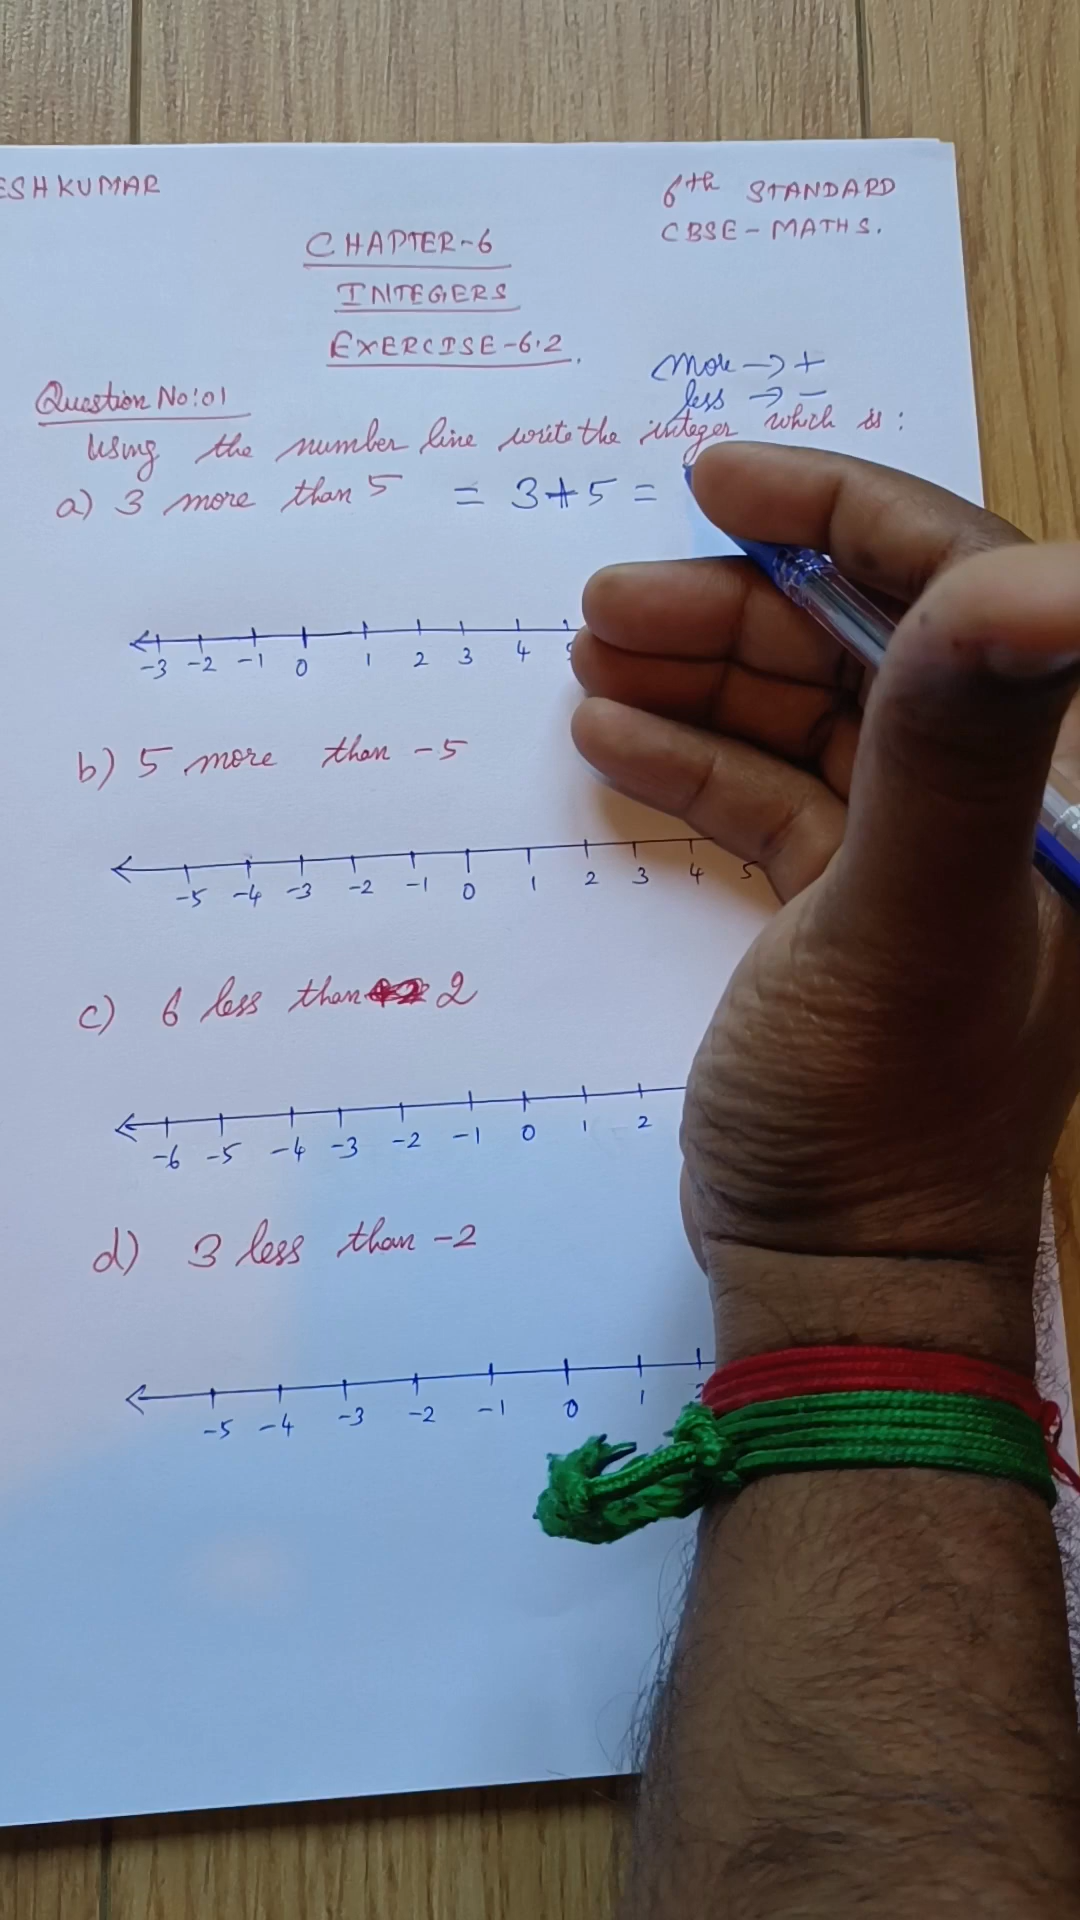 ESH KUMAR
6th STANDARD
CBSE - MATHS.
CHAPTER-6
INTEGERS
EXERCISE-6.2.
more → +
less → −
Question No:01
Using the number line write the integer which is:
a) 3 more than 5 = 3+5 =
-3 -2 -1 0 1 2 3 4
b) 5 more than -5
-5 -4 -3 -2 -1 0 1 2 3 4 5
c) 6 less than 2
-6 -5 -4 -3 -2 -1 0 1 2
d) 3 less than -2
-5 -4 -3 -2 -1 0 1